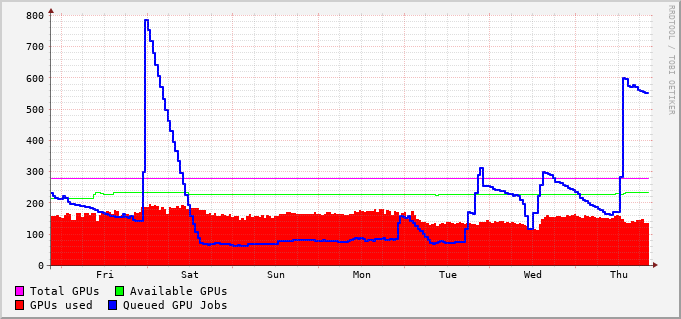 800
700
600
500
400
300
200
100
0
Fri Sat Sun Mon Tue Wed Thu
Total GPUs Available GPUs
GPUs used Queued GPU Jobs
RRDTOOL / TOBI OETIKER